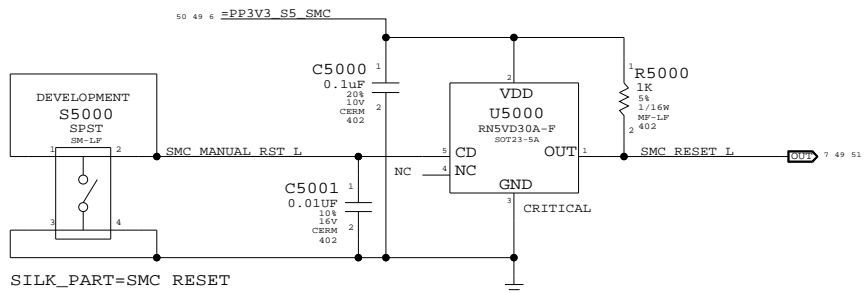 50 49 6 =PP3V3_S5_SMC
C5000
0.1uF
20%
10V
CERM
402
1
2
R5000
1K
5%
1/16W
MF-LF
402
1
2
DEVELOPMENT
S5000
SPST
SM-LF
1
2
3
4
SMC_MANUAL_RST_L
C5001
0.01UF
10%
16V
CERM
402
1
2
2
VDD
U5000
RN5VD30A-F
SOT23-5A
5 CD
OUT 1
NC 4 NC
GND
3
CRITICAL
SMC_RESET_L
OUT 7 49 51
SILK_PART=SMC RESET